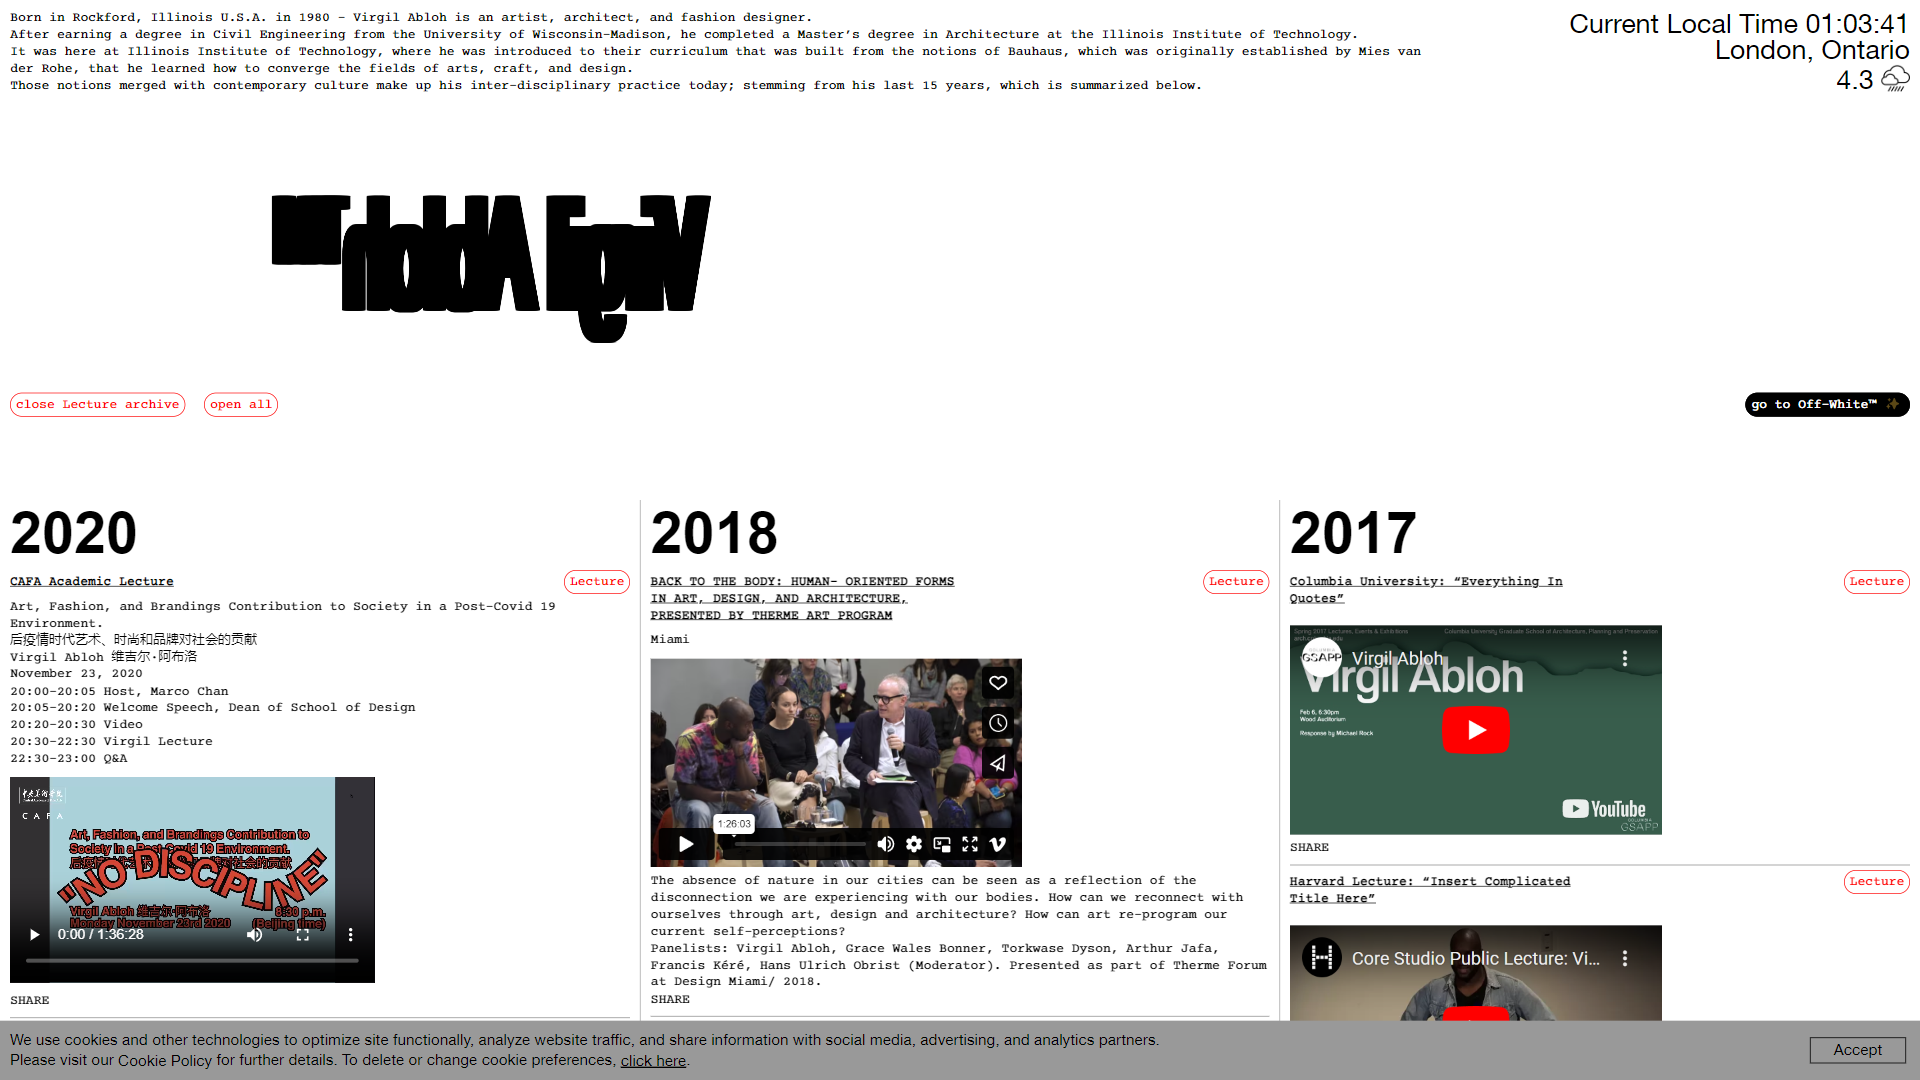 Born in Rockford, Illinois U.S.A. in 1980 - Virgil Abloh is an artist, architect, and fashion designer.
After earning a degree in Civil Engineering from the University of Wisconsin-Madison, he completed a Master's degree in Architecture at the Illinois Institute of Technology.
It was here at Illinois Institute of Technology, where he was introduced to their curriculum that was built from the notions of Bauhaus, which was originally established by Mies van
der Rohe, that he learned how to converge the fields of arts, craft, and design.
Those notions merged with contemporary culture make up his inter-disciplinary practice today; stemming from his last 15 years, which is summarized below.
Current Local Time 01:03:41
London, Ontario
4.3
Virgil Abloh™
close Lecture archive
open all
go to Off-White™ ✨
2020
CAFA Academic Lecture
Lecture
Art, Fashion, and Brandings Contribution to Society in a Post-Covid 19
Environment.
后疫情时代艺术、时尚和品牌对社会的贡献
Virgil Abloh 维吉尔·阿布洛
November 23, 2020
20:00-20:05 Host, Marco Chan
20:05-20:20 Welcome Speech, Dean of School of Design
20:20-20:30 Video
20:30-22:30 Virgil Lecture
22:30-23:00 Q&A
CAFA
Art, Fashion, and Brandings Contribution to
Society in a Post-Covid 19 Environment.
"NO DISCIPLINE"
Virgil Abloh 维吉尔·阿布洛
8:30 p.m.
Monday November 23rd 2020
(Beijing time)
0:00 / 1:36:28
SHARE
2018
BACK TO THE BODY: HUMAN- ORIENTED FORMS
IN ART, DESIGN, AND ARCHITECTURE,
PRESENTED BY THERME ART PROGRAM
Lecture
Miami
1:26:03
The absence of nature in our cities can be seen as a reflection of the
disconnection we are experiencing with our bodies. How can we reconnect with
ourselves through art, design and architecture? How can art re-program our
current self-perceptions?
Panelists: Virgil Abloh, Grace Wales Bonner, Torkwase Dyson, Arthur Jafa,
Francis Kéré, Hans Ulrich Obrist (Moderator). Presented as part of Therme Forum
at Design Miami/ 2018.
SHARE
2017
Columbia University: “Everything In
Quotes”
Lecture
Spring 2017 Lectures, Events & Exhibitions
Columbia University Graduate School of Architecture, Planning and Preservation
GSAPP
Virgil Abloh
Virgil Abloh
Feb 6, 6:30pm
Wood Auditorium
Response by Michael Rock
YouTube
COLUMBIA
GSAPP
SHARE
Harvard Lecture: “Insert Complicated
Title Here”
Lecture
Core Studio Public Lecture: Vi...
We use cookies and other technologies to optimize site functionally, analyze website traffic, and share information with social media, advertising, and analytics partners.
Please visit our Cookie Policy for further details. To delete or change cookie preferences, click here.
Accept